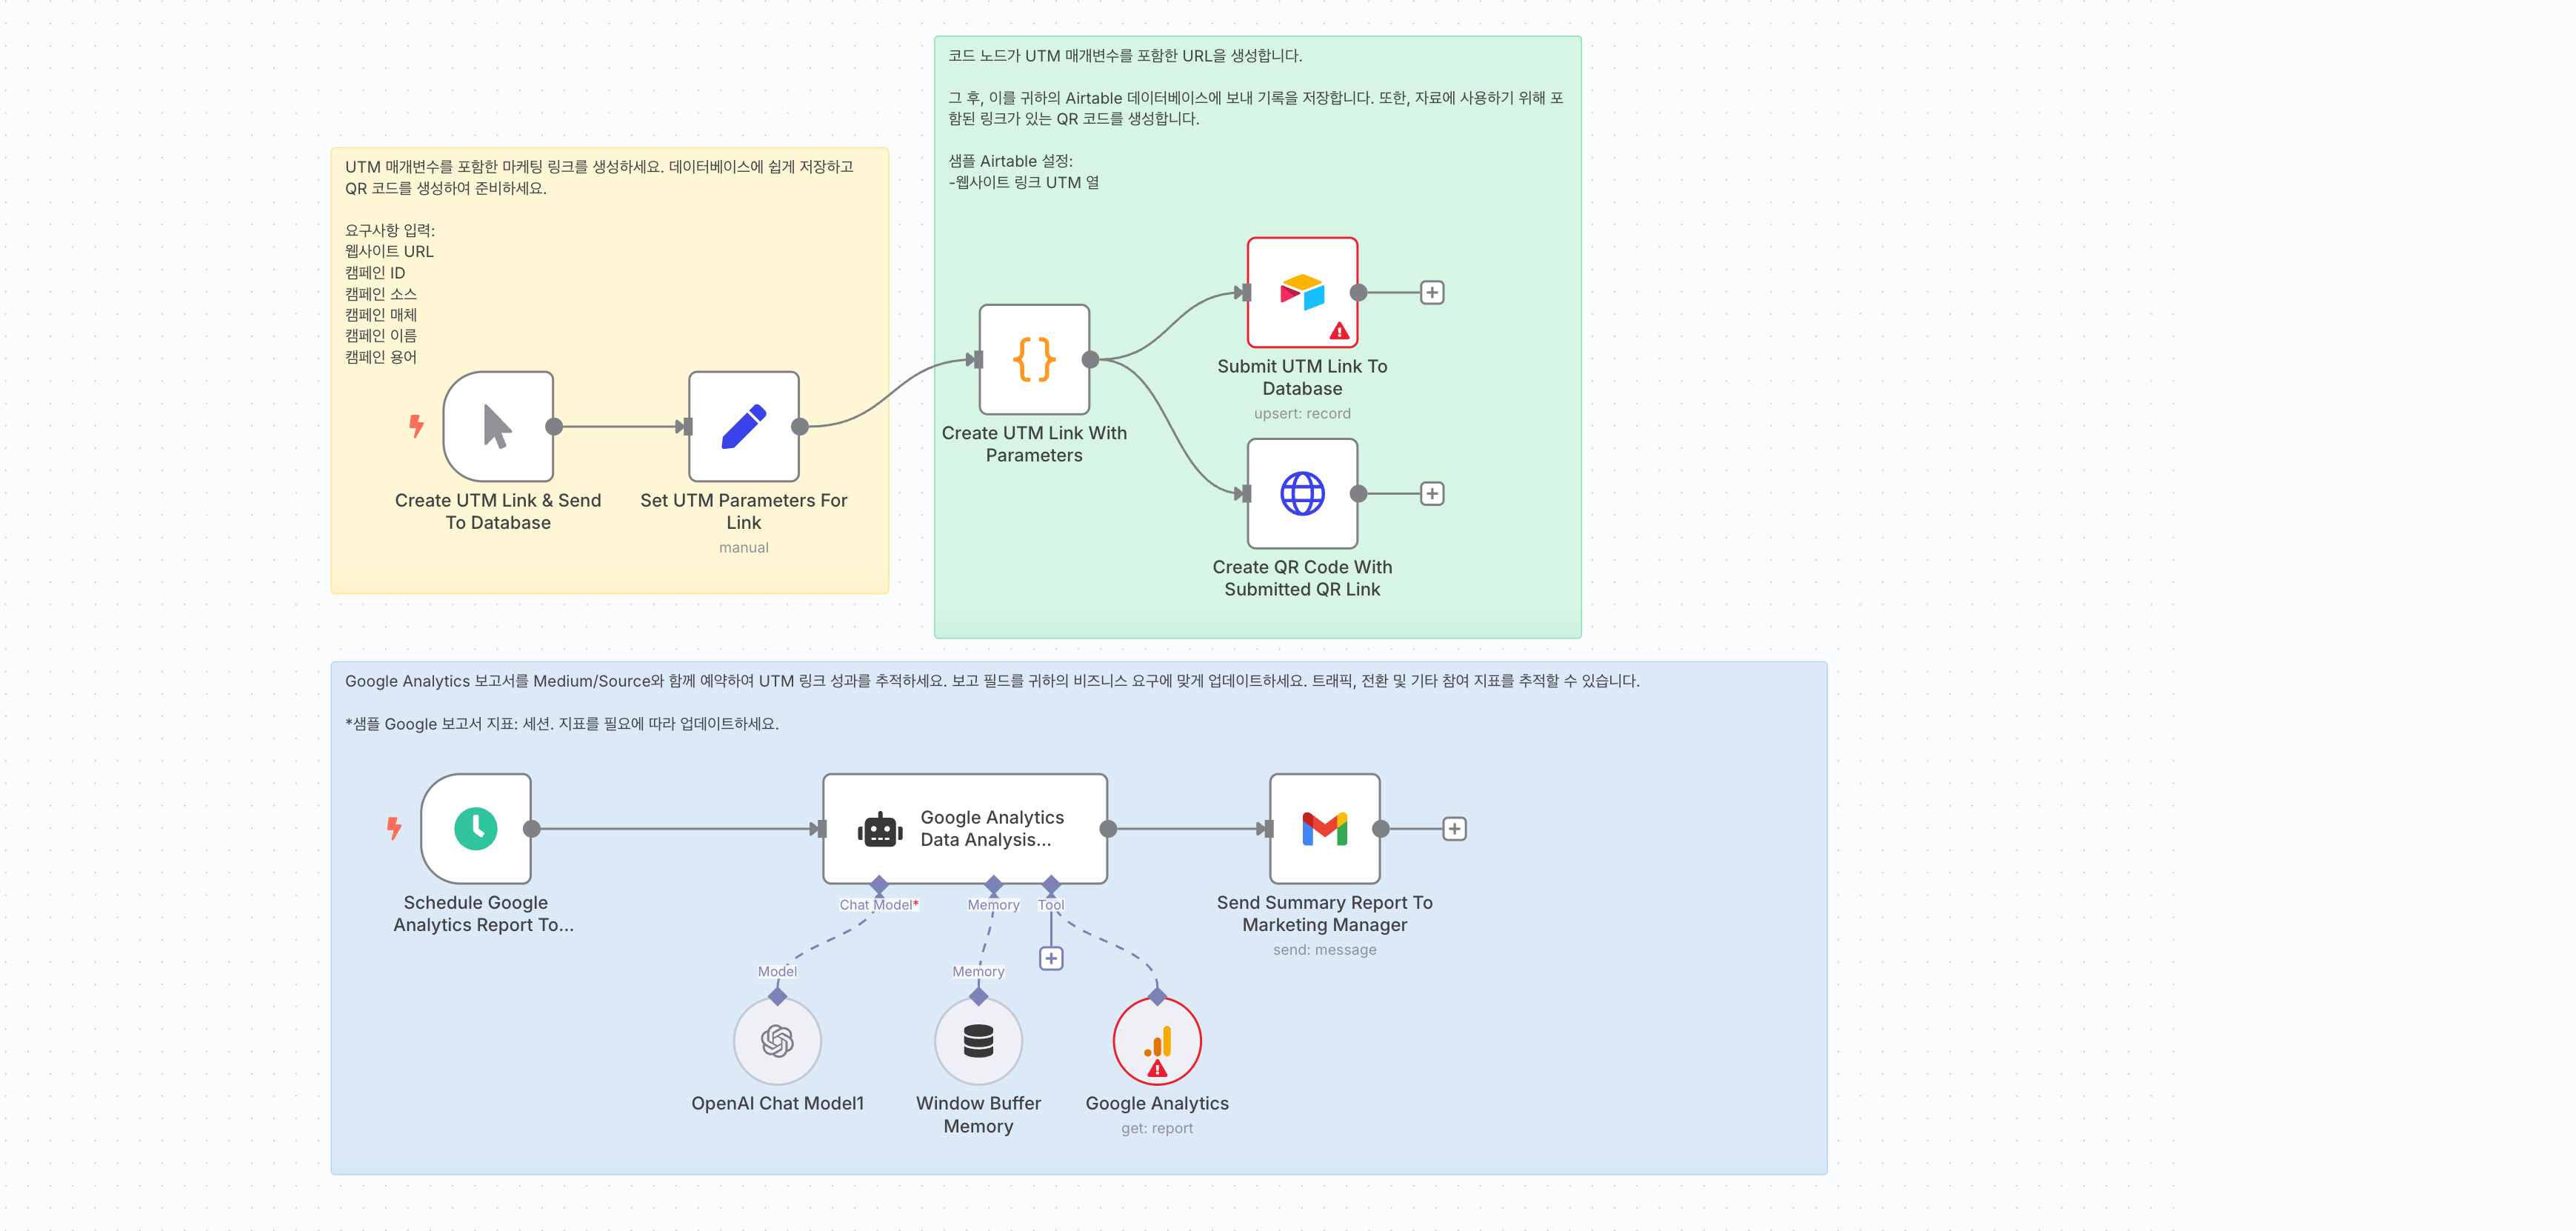 UTM 매개변수를 포함한 마케팅 링크를 생성하세요. 데이터베이스에 쉽게 저장하고
QR 코드를 생성하여 준비하세요.
요구사항 입력:
웹사이트 URL
캠페인 ID
캠페인 소스
캠페인 매체
캠페인 이름
캠페인 용어
Create UTM Link & Send
To Database
Set UTM Parameters For
Link
manual
코드 노드가 UTM 매개변수를 포함한 URL을 생성합니다.
그 후, 이를 귀하의 Airtable 데이터베이스에 보내 기록을 저장합니다. 또한, 자료에 사용하기 위해 포
함된 링크가 있는 QR 코드를 생성합니다.
샘플 Airtable 설정:
-웹사이트 링크 UTM 열
Create UTM Link With
Parameters
Submit UTM Link To
Database
upsert: record
Create QR Code With
Submitted QR Link
Google Analytics 보고서를 Medium/Source와 함께 예약하여 UTM 링크 성과를 추적하세요. 보고 필드를 귀하의 비즈니스 요구에 맞게 업데이트하세요. 트래픽, 전환 및 기타 참여 지표를 추적할 수 있습니다.
*샘플 Google 보고서 지표: 세션. 지표를 필요에 따라 업데이트하세요.
Schedule Google
Analytics Report To...
Google Analytics
Data Analysis...
Chat Model*
Memory
Tool
Send Summary Report To
Marketing Manager
send: message
Model
Memory
OpenAI Chat Model1
Window Buffer
Memory
Google Analytics
get: report